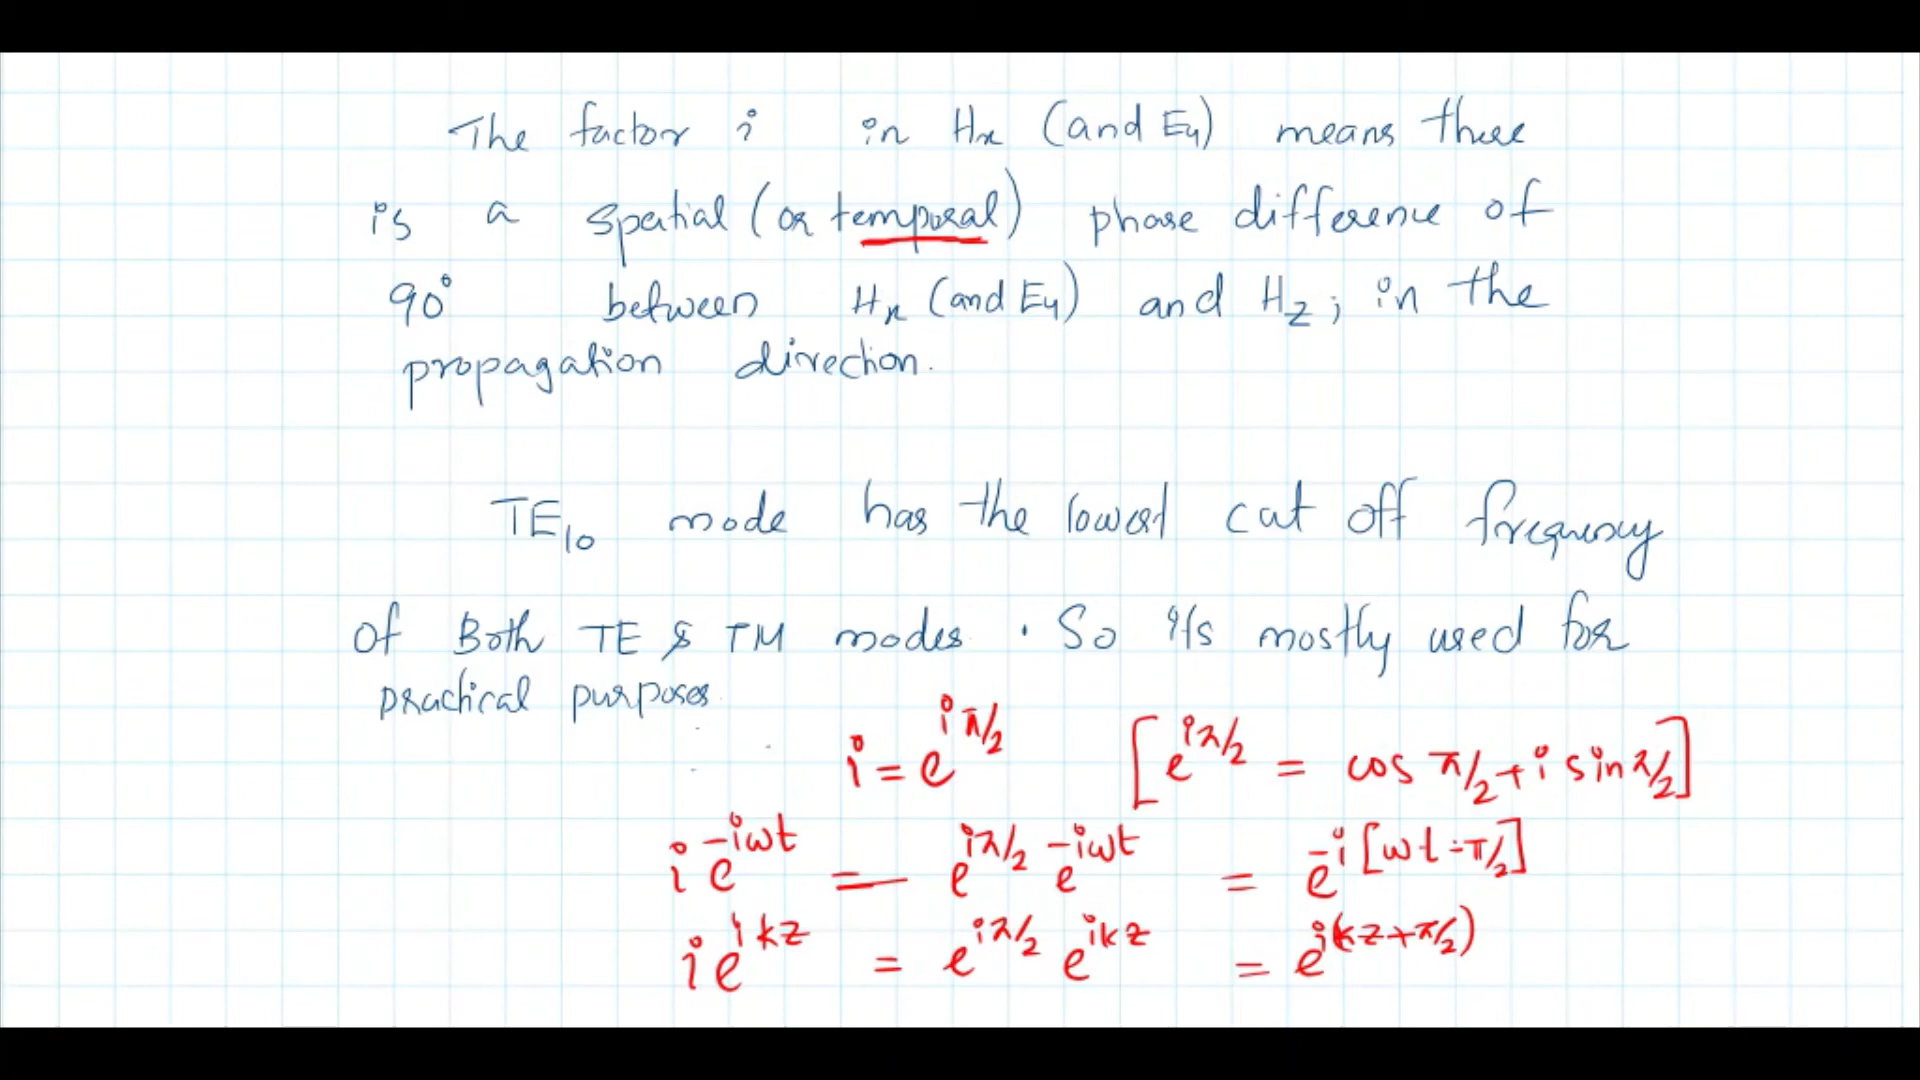 The factor i in Hx (and Ey) means there
is a spatial (or temporal) phase difference of
90° between Hx (and Ey) and Hz; in the
propagation direction.
TE10 mode has the lowest cut off frequency
Of Both TE & TM modes. So it's mostly used for
practical purposes
i = e^{iπ/2} [e^{iπ/2} = cos π/2 + i sin π/2]
i e^{-iωt} = e^{iπ/2} e^{-iωt} = e^{-i[ωt - π/2]}
i e^{ikz} = e^{iπ/2} e^{ikz} = e^{i(kz+π/2)}